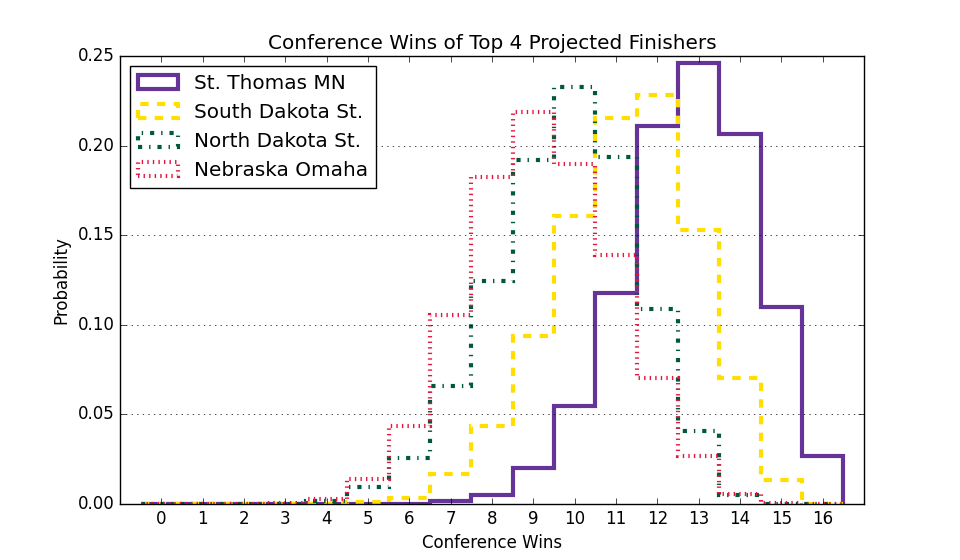 Conference Wins of Top 4 Projected Finishers
0.25
0.20
0.15
0.10
0.05
0.00
Probability
St. Thomas MN
South Dakota St.
North Dakota St.
Nebraska Omaha
0 1 2 3 4 5 6 7 8 9 10 11 12 13 14 15 16
Conference Wins